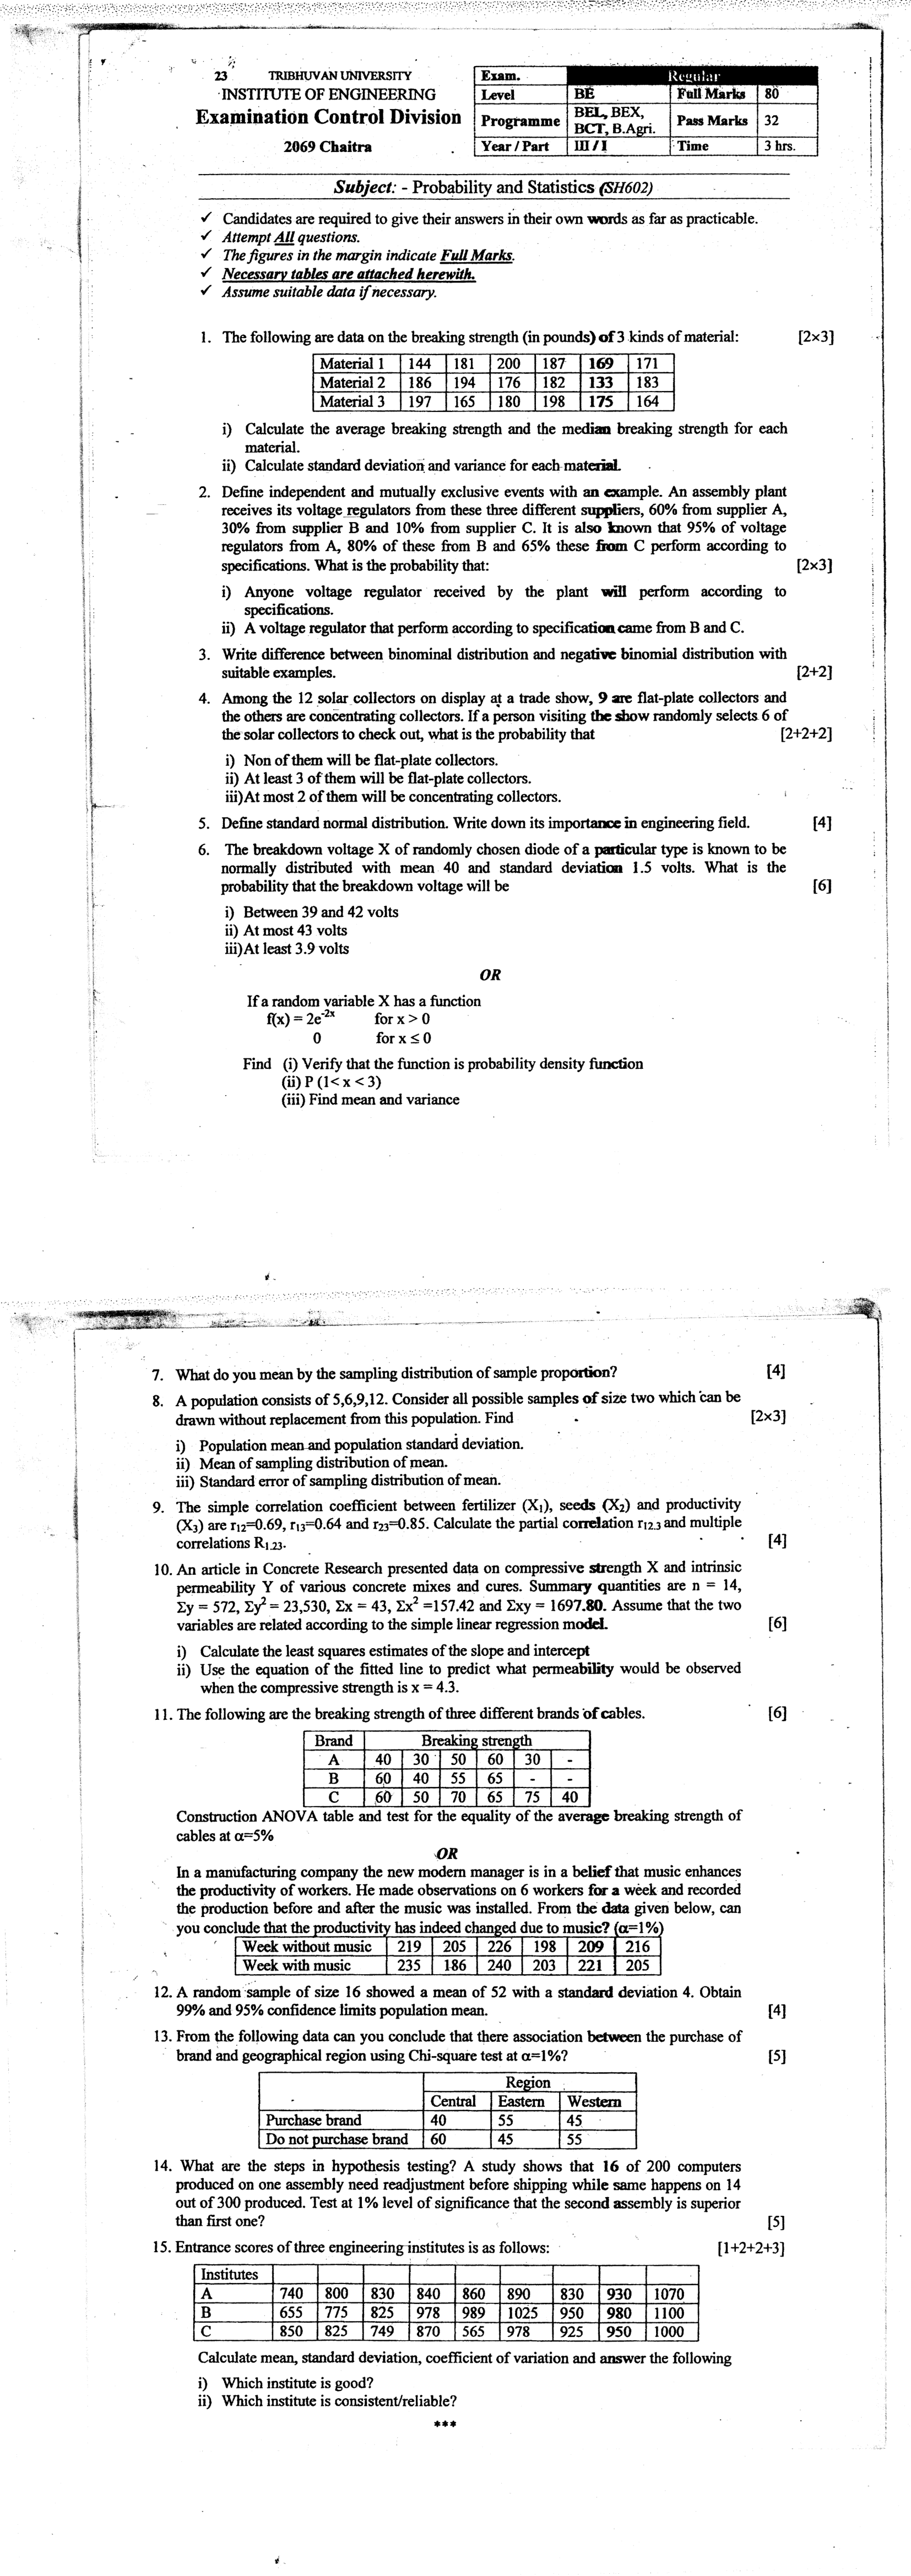 23 TRIBHUVAN UNIVERSITY
INSTITUTE OF ENGINEERING
Examination Control Division
2069 Chaitra
Exam. Regular
Level BE Full Marks 80
Programme BEL, BEX, BCT, B.Agri. Pass Marks 32
Year / Part III / I Time 3 hrs.
Subject: - Probability and Statistics (SH602)
✓ Candidates are required to give their answers in their own words as far as practicable.
✓ Attempt All questions.
✓ The figures in the margin indicate Full Marks.
✓ Necessary tables are attached herewith.
✓ Assume suitable data if necessary.
1. The following are data on the breaking strength (in pounds) of 3 kinds of material: [2×3]
Material 1 144 181 200 187 169 171
Material 2 186 194 176 182 133 183
Material 3 197 165 180 198 175 164
i) Calculate the average breaking strength and the median breaking strength for each
material.
ii) Calculate standard deviation and variance for each material.
2. Define independent and mutually exclusive events with an example. An assembly plant
receives its voltage regulators from these three different suppliers, 60% from supplier A,
30% from supplier B and 10% from supplier C. It is also known that 95% of voltage
regulators from A, 80% of these from B and 65% these from C perform according to
specifications. What is the probability that: [2×3]
i) Anyone voltage regulator received by the plant will perform according to
specifications.
ii) A voltage regulator that perform according to specification came from B and C.
3. Write difference between binominal distribution and negative binomial distribution with
suitable examples. [2+2]
4. Among the 12 solar collectors on display at a trade show, 9 are flat-plate collectors and
the others are concentrating collectors. If a person visiting the show randomly selects 6 of
the solar collectors to check out, what is the probability that [2+2+2]
i) Non of them will be flat-plate collectors.
ii) At least 3 of them will be flat-plate collectors.
iii)At most 2 of them will be concentrating collectors.
5. Define standard normal distribution. Write down its importance in engineering field. [4]
6. The breakdown voltage X of randomly chosen diode of a particular type is known to be
normally distributed with mean 40 and standard deviation 1.5 volts. What is the
probability that the breakdown voltage will be [6]
i) Between 39 and 42 volts
ii) At most 43 volts
iii)At least 3.9 volts
OR
If a random variable X has a function
f(x) = 2e⁻²ˣ for x > 0
0 for x ≤ 0
Find (i) Verify that the function is probability density function
(ii) P (1< x < 3)
(iii) Find mean and variance
7. What do you mean by the sampling distribution of sample proportion? [4]
8. A population consists of 5,6,9,12. Consider all possible samples of size two which can be
drawn without replacement from this population. Find [2×3]
i) Population mean and population standard deviation.
ii) Mean of sampling distribution of mean.
iii) Standard error of sampling distribution of mean.
9. The simple correlation coefficient between fertilizer (X₁), seeds (X₂) and productivity
(X₃) are r₁₂=0.69, r₁₃=0.64 and r₂₃=0.85. Calculate the partial correlation r₁₂.₃ and multiple
correlations R₁.₂₃. [4]
10. An article in Concrete Research presented data on compressive strength X and intrinsic
permeability Y of various concrete mixes and cures. Summary quantities are n = 14,
Σy = 572, Σy² = 23,530, Σx = 43, Σx² =157.42 and Σxy = 1697.80. Assume that the two
variables are related according to the simple linear regression model. [6]
i) Calculate the least squares estimates of the slope and intercept
ii) Use the equation of the fitted line to predict what permeability would be observed
when the compressive strength is x = 4.3.
11. The following are the breaking strength of three different brands of cables. [6]
Brand Breaking strength
A 40 30 50 60 30 -
B 60 40 55 65 - -
C 60 50 70 65 75 40
Construction ANOVA table and test for the equality of the average breaking strength of
cables at α=5%
OR
In a manufacturing company the new modern manager is in a belief that music enhances
the productivity of workers. He made observations on 6 workers for a week and recorded
the production before and after the music was installed. From the data given below, can
you conclude that the productivity has indeed changed due to music? (α=1%)
Week without music 219 205 226 198 209 216
Week with music 235 186 240 203 221 205
12. A random sample of size 16 showed a mean of 52 with a standard deviation 4. Obtain
99% and 95% confidence limits population mean. [4]
13. From the following data can you conclude that there association between the purchase of
brand and geographical region using Chi-square test at α=1%? [5]
Region
Central Eastern Western
Purchase brand 40 55 45
Do not purchase brand 60 45 55
14. What are the steps in hypothesis testing? A study shows that 16 of 200 computers
produced on one assembly need readjustment before shipping while same happens on 14
out of 300 produced. Test at 1% level of significance that the second assembly is superior
than first one? [5]
15. Entrance scores of three engineering institutes is as follows: [1+2+2+3]
Institutes
A 740 800 830 840 860 890 830 930 1070
B 655 775 825 978 989 1025 950 980 1100
C 850 825 749 870 565 978 925 950 1000
Calculate mean, standard deviation, coefficient of variation and answer the following
i) Which institute is good?
ii) Which institute is consistent/reliable?
***